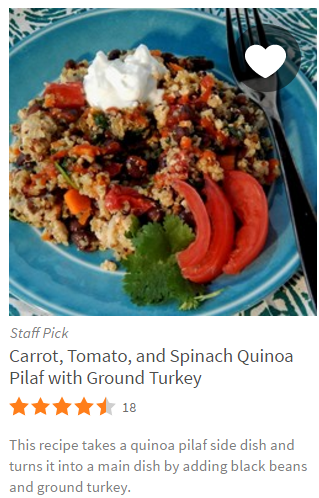 Staff Pick
Carrot, Tomato, and Spinach Quinoa
Pilaf with Ground Turkey
18
This recipe takes a quinoa pilaf side dish and
turns it into a main dish by adding black beans
and ground turkey.